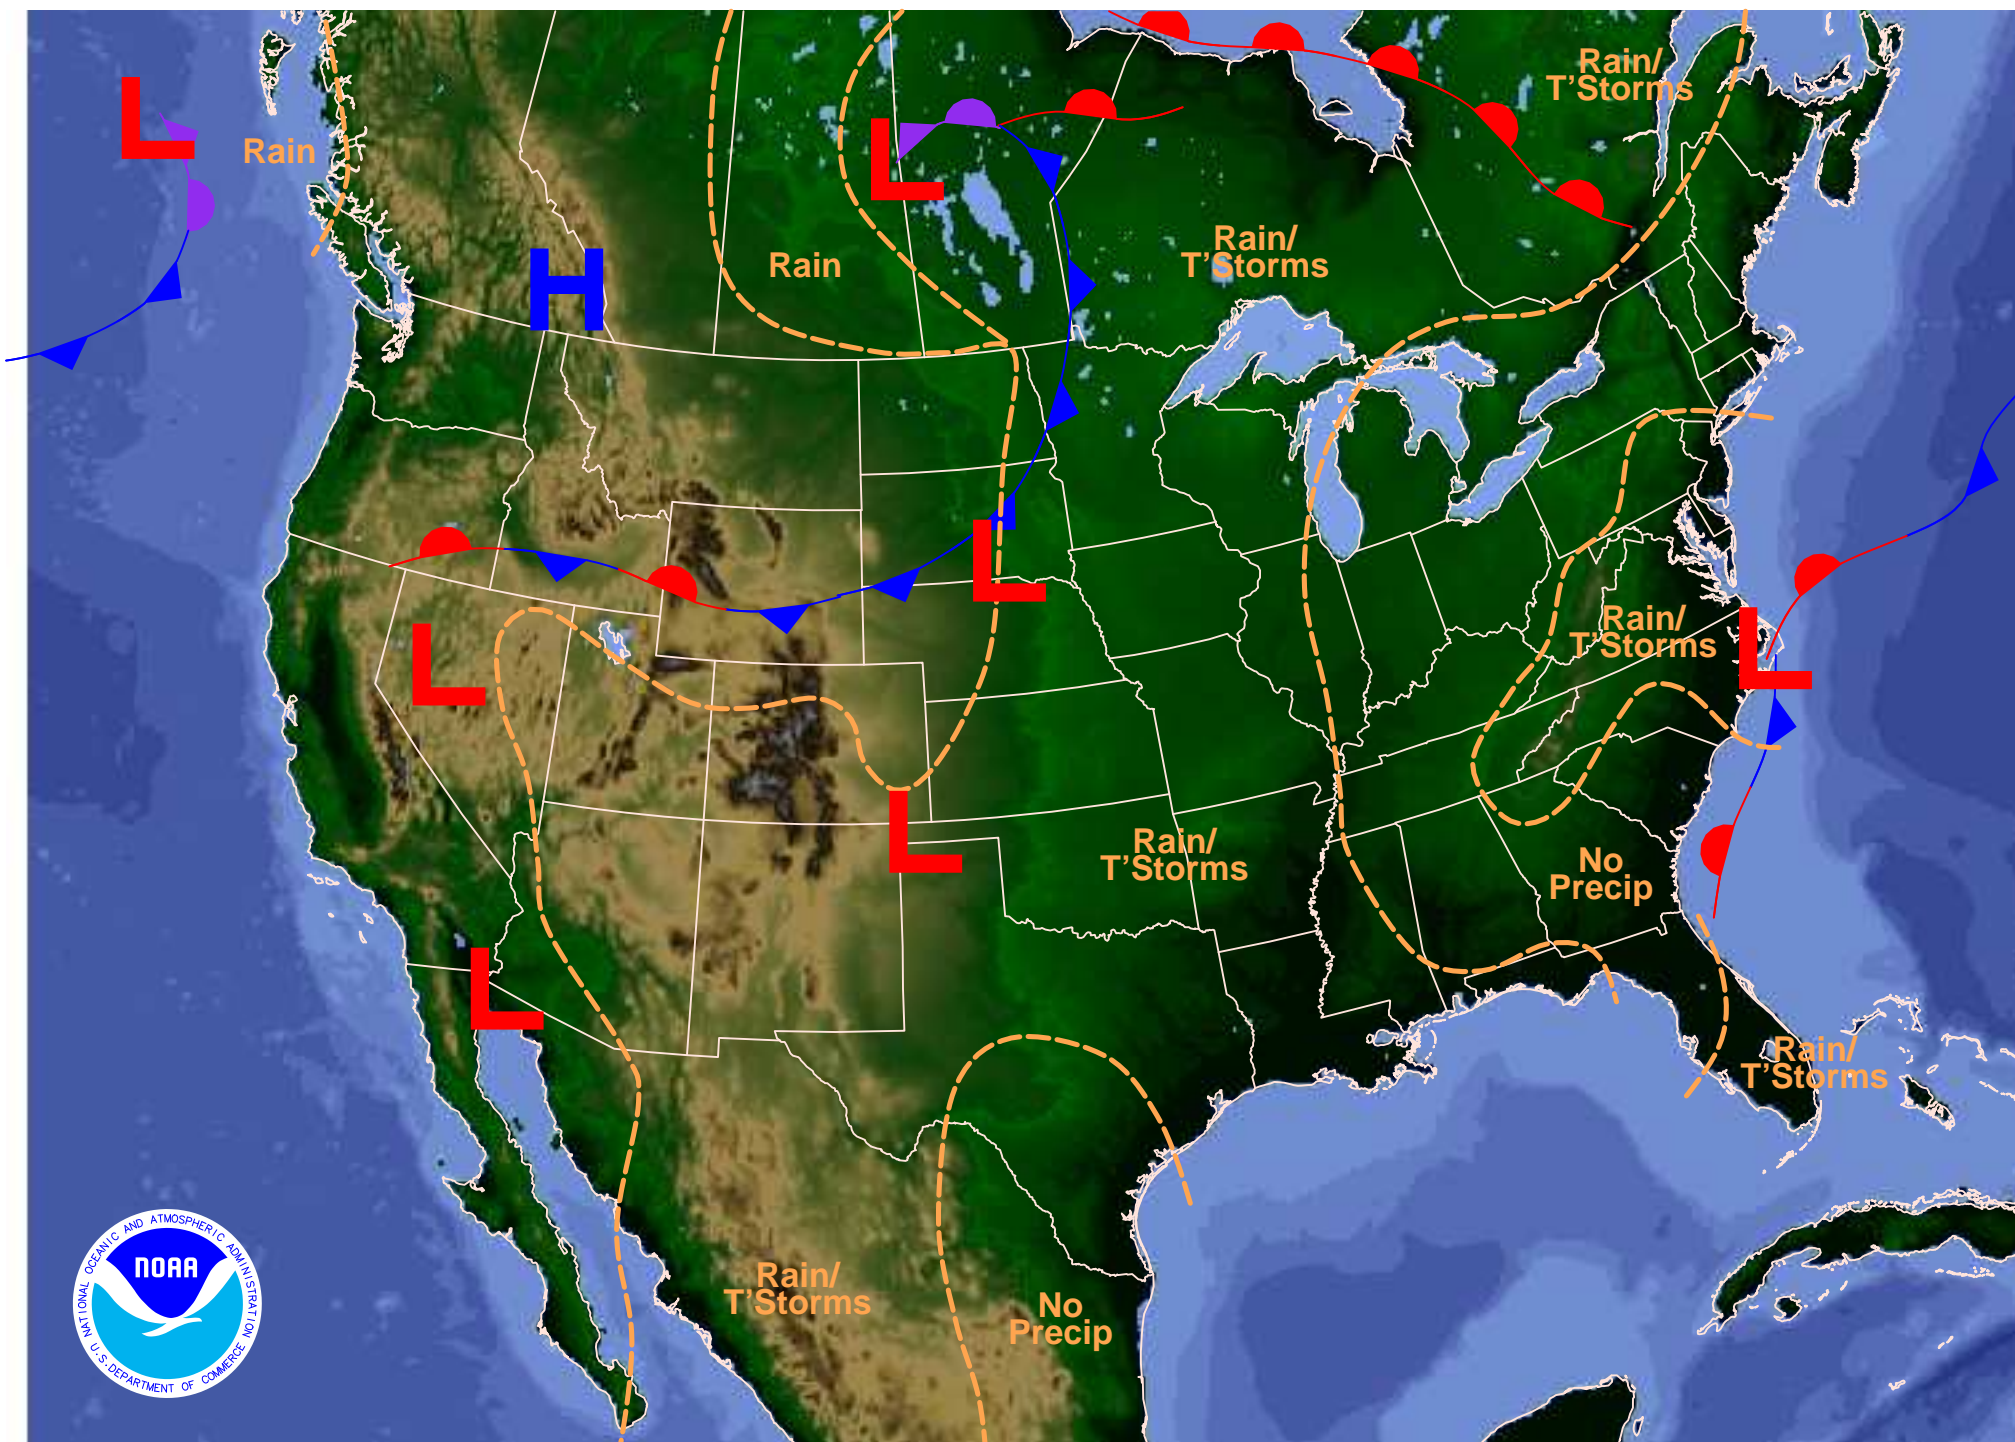 Rain/
T'Storms
L
Rain
L
Rain/
T'Storms
Rain
H
L
Rain/
T'Storms
L
L
L
Rain/
T'Storms
No
Precip
L
Rain/
T'Storms
Rain/
T'Storms
No
Precip
NATIONAL OCEANIC AND ATMOSPHERIC ADMINISTRATION
NOAA
U.S. DEPARTMENT OF COMMERCE